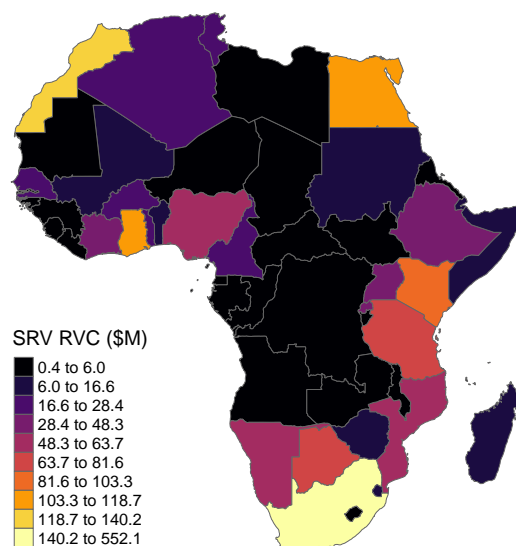 SRV RVC ($M)
0.4 to 6.0
6.0 to 16.6
16.6 to 28.4
28.4 to 48.3
48.3 to 63.7
63.7 to 81.6
81.6 to 103.3
103.3 to 118.7
118.7 to 140.2
140.2 to 552.1